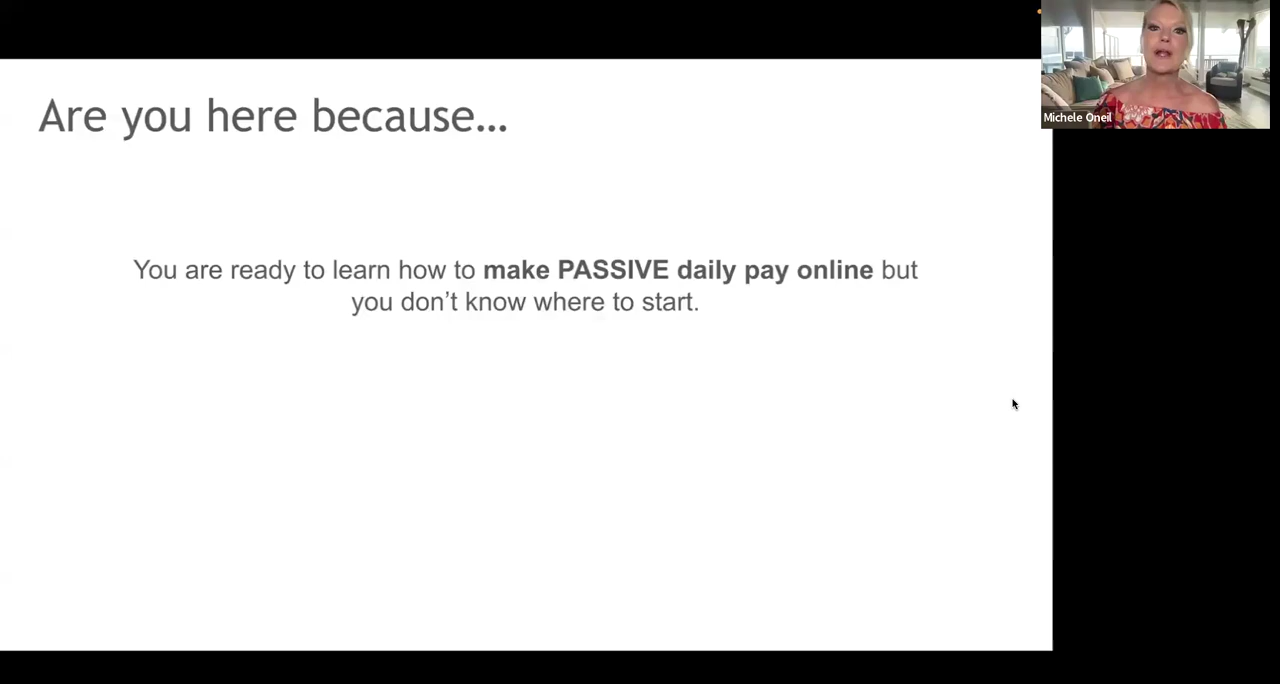 Are you here because…
You are ready to learn how to make PASSIVE daily pay online but
you don’t know where to start.
Michele Oneil